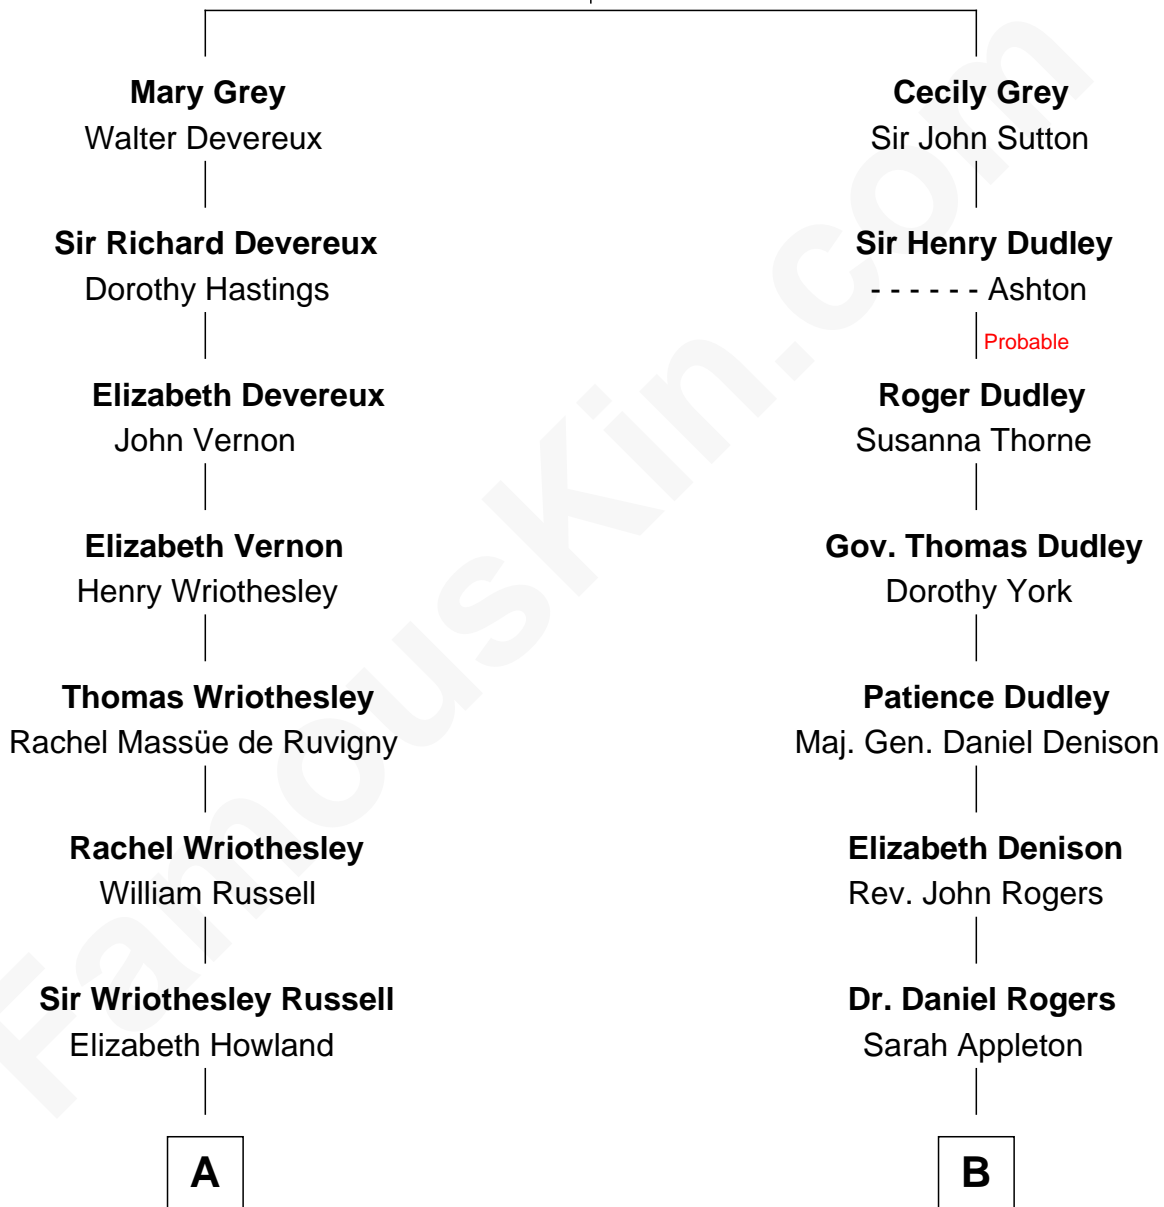 Mary Grey
Walter Devereux
Sir Richard Devereux
Dorothy Hastings
Elizabeth Devereux
John Vernon
Elizabeth Vernon
Henry Wriothesley
Thomas Wriothesley
Rachel Massüe de Ruvigny
Rachel Wriothesley
William Russell
Sir Wriothesley Russell
Elizabeth Howland
A
Cecily Grey
Sir John Sutton
Sir Henry Dudley
- - - - - - Ashton
Probable
Roger Dudley
Susanna Thorne
Gov. Thomas Dudley
Dorothy York
Patience Dudley
Maj. Gen. Daniel Denison
Elizabeth Denison
Rev. John Rogers
Dr. Daniel Rogers
Sarah Appleton
B
FamousKin.com